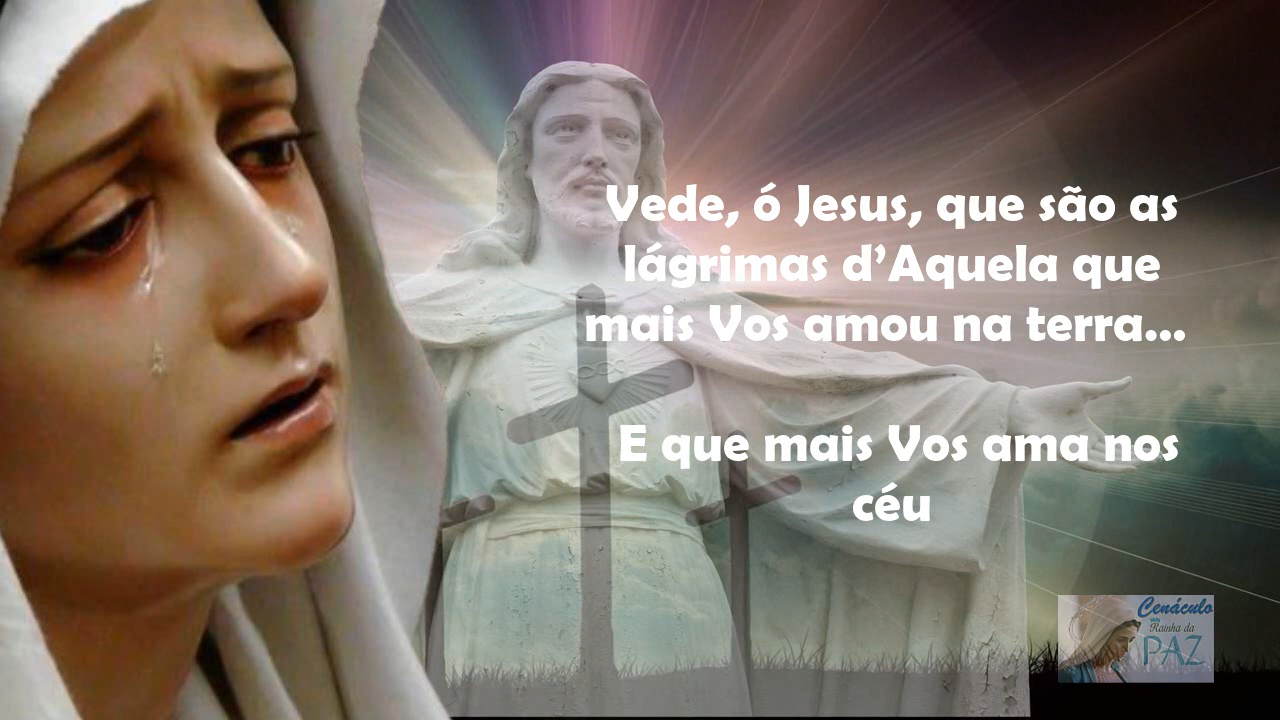 Vede, ó Jesus, que são as
lágrimas d’Aquela que
mais Vos amou na terra...
E que mais Vos ama nos
céu
Cenáculo
Rainha da
PAZ